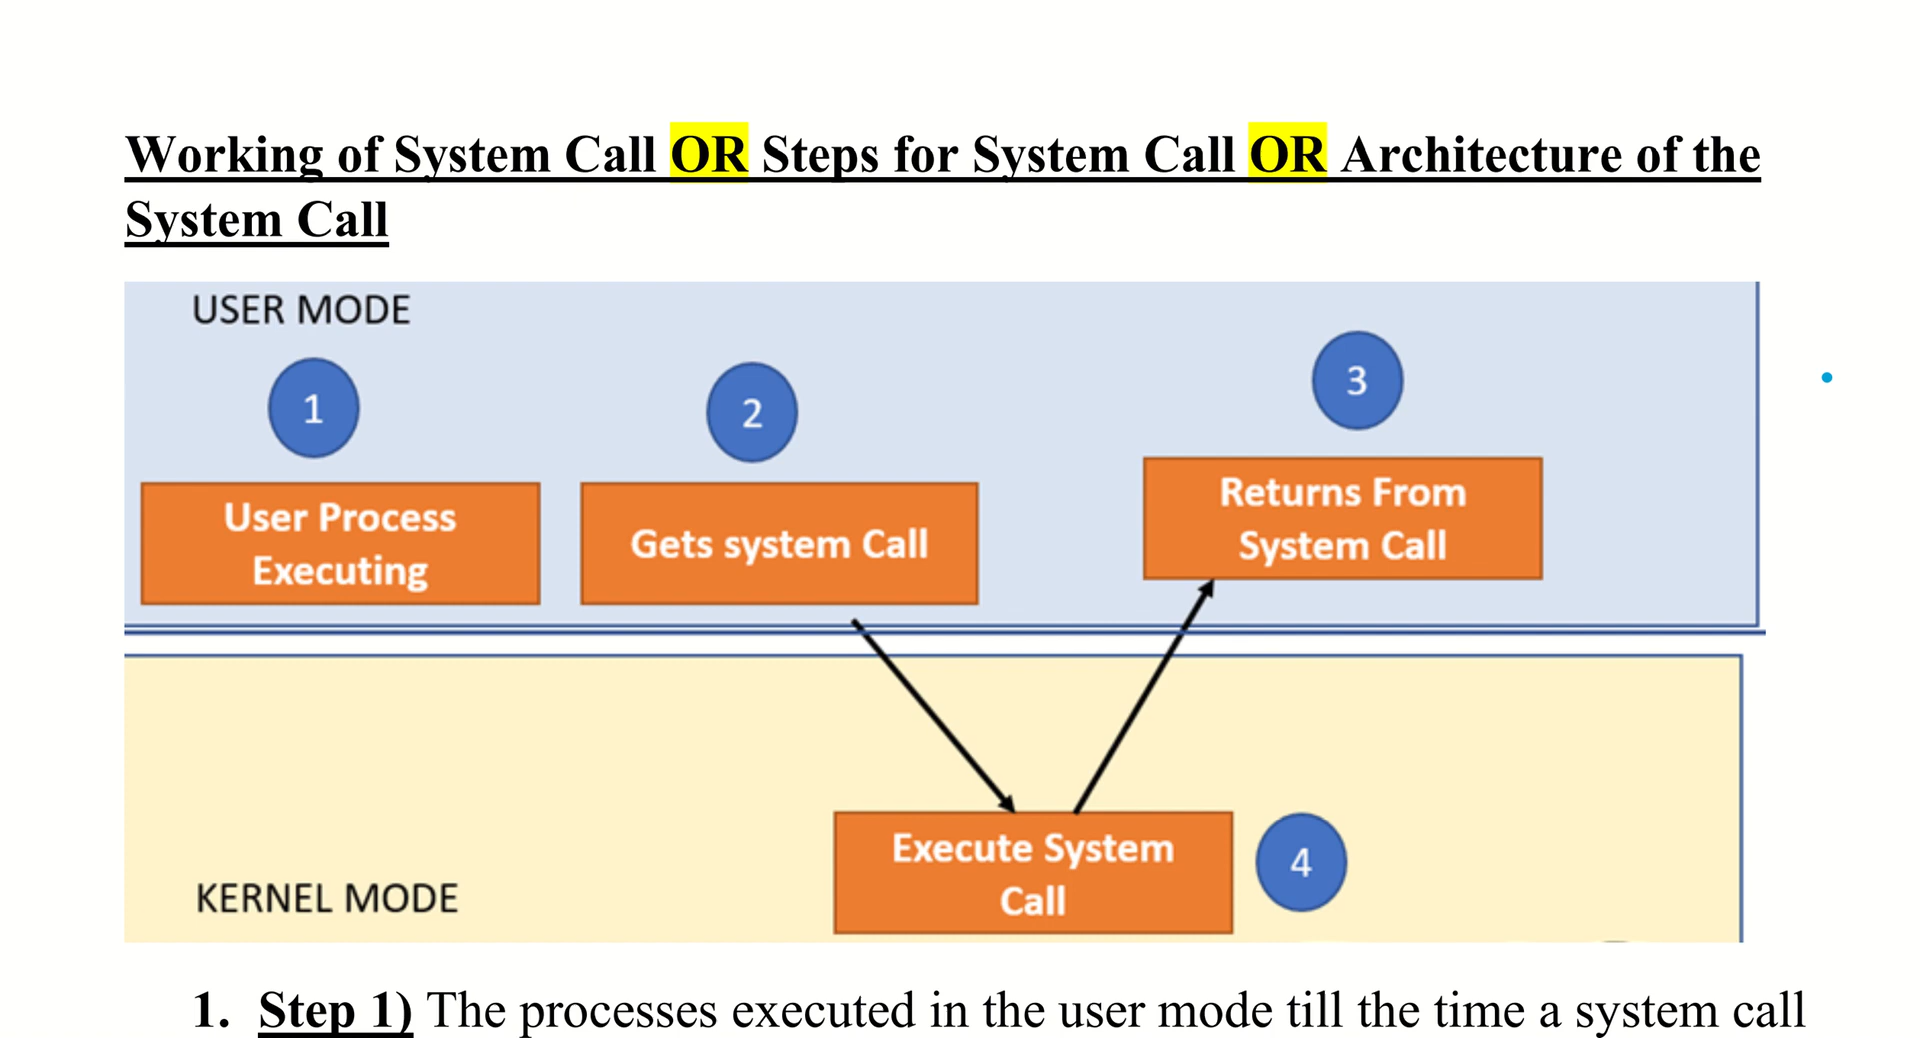 Working of System Call OR Steps for System Call OR Architecture of the
System Call
USER MODE
1
2
3
User Process
Executing
Gets system Call
Returns From
System Call
Execute System
Call
4
KERNEL MODE
1. Step 1) The processes executed in the user mode till the time a system call